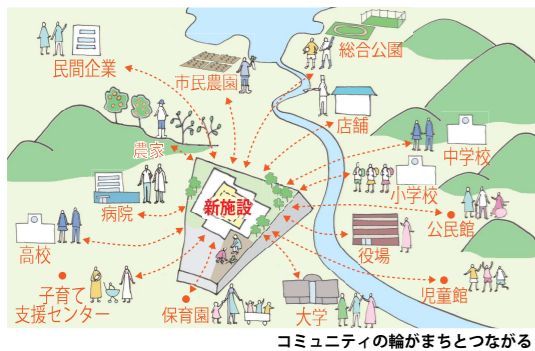 民間企業
市民農園
総合公園
店舗
農家
中学校
小学校
病院
新施設
公民館
高校
役場
子育て
支援センター
保育園
大学
児童館
コミュニティの輪がまちとつながる